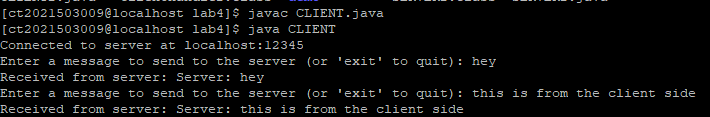 [ct2021503009@localhost lab4]$ javac CLIENT.java
[ct2021503009@localhost lab4]$ java CLIENT
Connected to server at localhost:12345
Enter a message to send to the server (or 'exit' to quit): hey
Received from server: Server: hey
Enter a message to send to the server (or 'exit' to quit): this is from the client side
Received from server: Server: this is from the client side